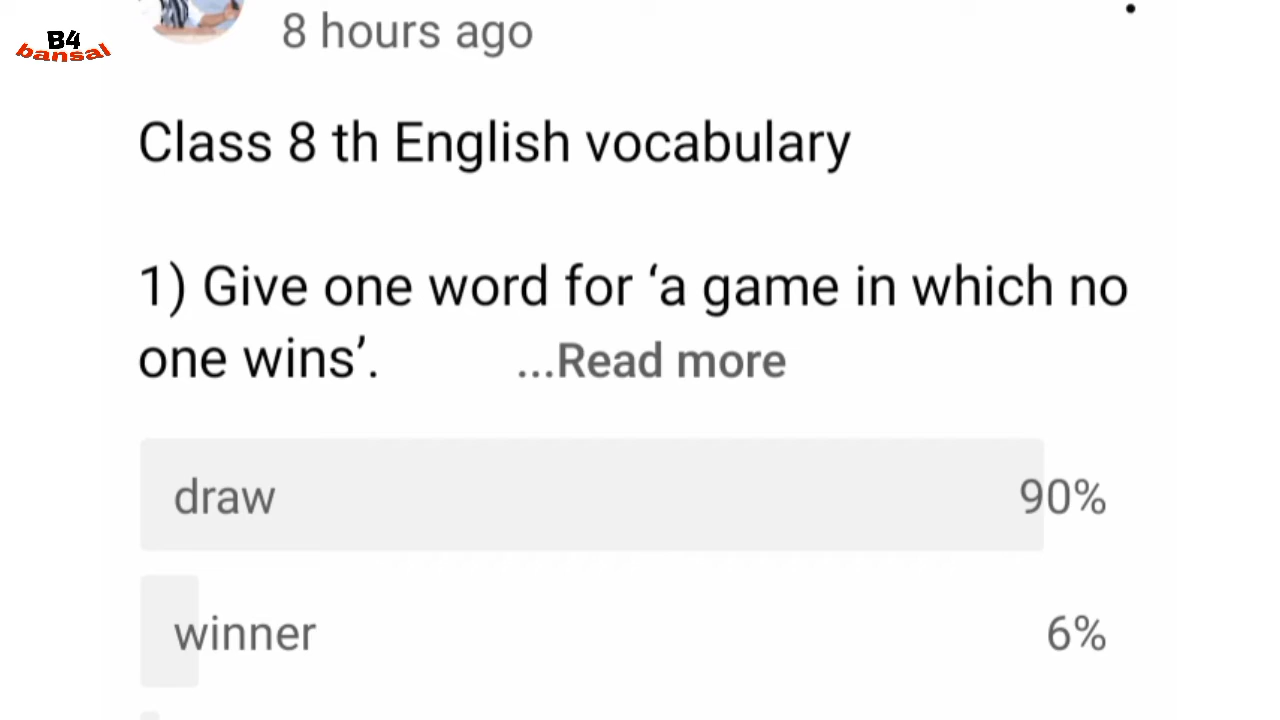 B4
bansal
8 hours ago
Class 8 th English vocabulary
1) Give one word for ‘a game in which no
one wins’. ...Read more
draw 90%
winner 6%